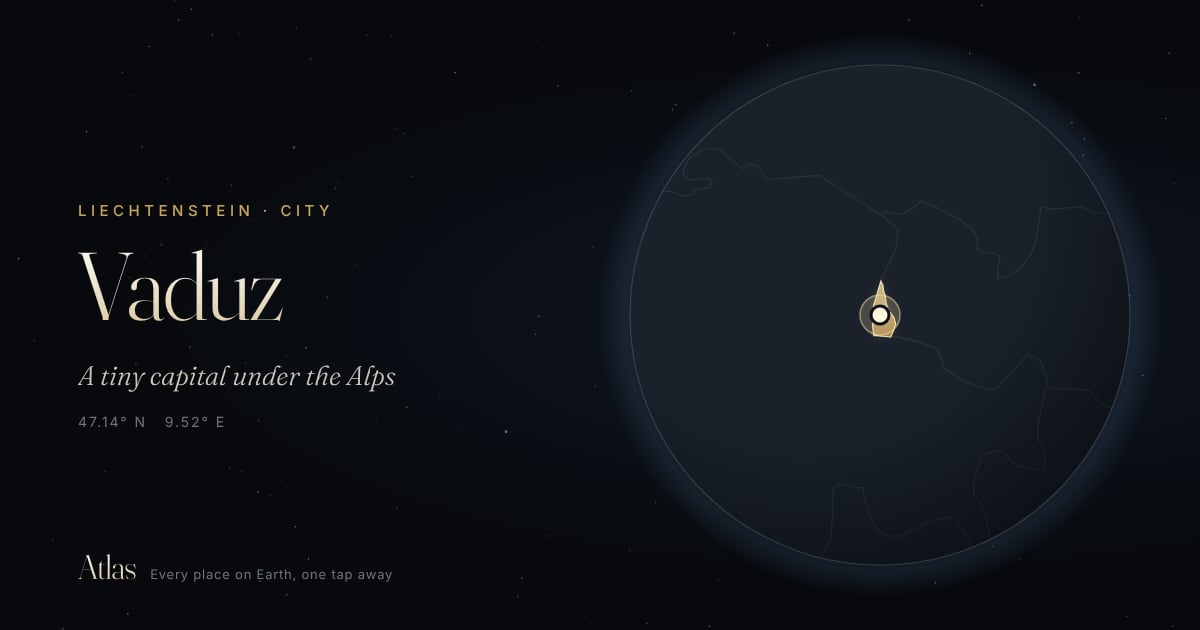 LIECHTENSTEIN · CITY
Vaduz
A tiny capital under the Alps
47.14° N 9.52° E
Atlas Every place on Earth, one tap away